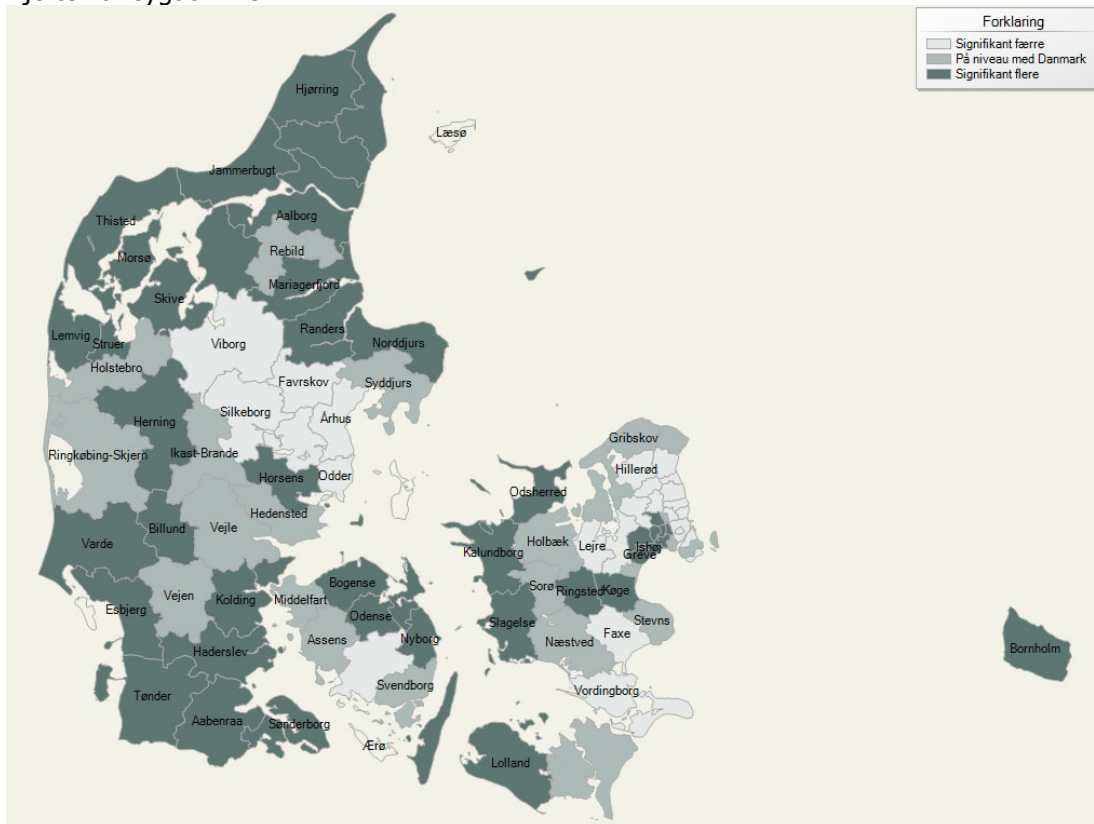 Forklaring
Signifikant færre
På niveau med Danmark
Signifikant flere
Hjørring
Læsø
Jammerbugt
Thisted
Aalborg
Rebild
Morsø
Mariagerfjord
Skive
Randers
Lemvig
Struer
Viborg
Norddjurs
Holstebro
Favrskov
Syddjurs
Silkeborg
Århus
Herning
Ringkøbing-Skjern
Ikast-Brande
Horsens
Odder
Hedensted
Billund
Vejle
Varde
Gribskov
Hillerød
Odsherred
Holbæk
Lejre
Ishøj
Greve
Kalundborg
Esbjerg
Vejen
Kolding
Middelfart
Bogense
Odense
Sorø
Ringsted
Køge
Slagelse
Stevns
Assens
Nyborg
Næstved
Faxe
Haderslev
Bornholm
Tønder
Svendborg
Vordingborg
Aabenraa
Sønderborg
Ærø
Lolland